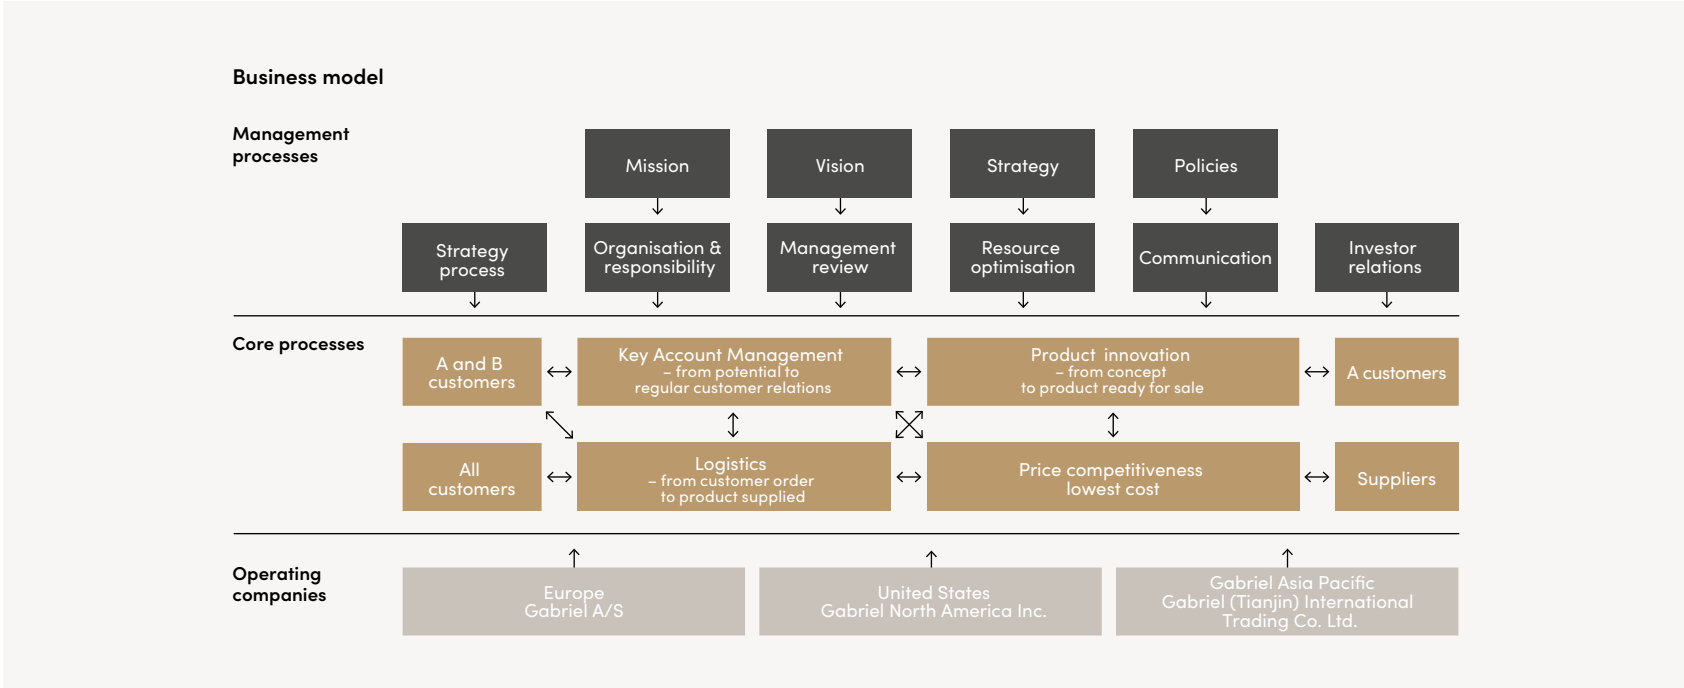 Business model
Management
processes
Mission
Vision
Strategy
Policies
Strategy
process
Organisation &
responsibility
Management
review
Resource
optimisation
Communication
Investor
relations
Core processes
A and B
customers
Key Account Management
– from potential to
regular customer relations
Product innovation
– from concept
to product ready for sale
A customers
All
customers
Logistics
– from customer order
to product supplied
Price competitiveness
lowest cost
Suppliers
Operating
companies
Europe
Gabriel A/S
United States
Gabriel North America Inc.
Gabriel Asia Pacific
Gabriel (Tianjin) International
Trading Co. Ltd.